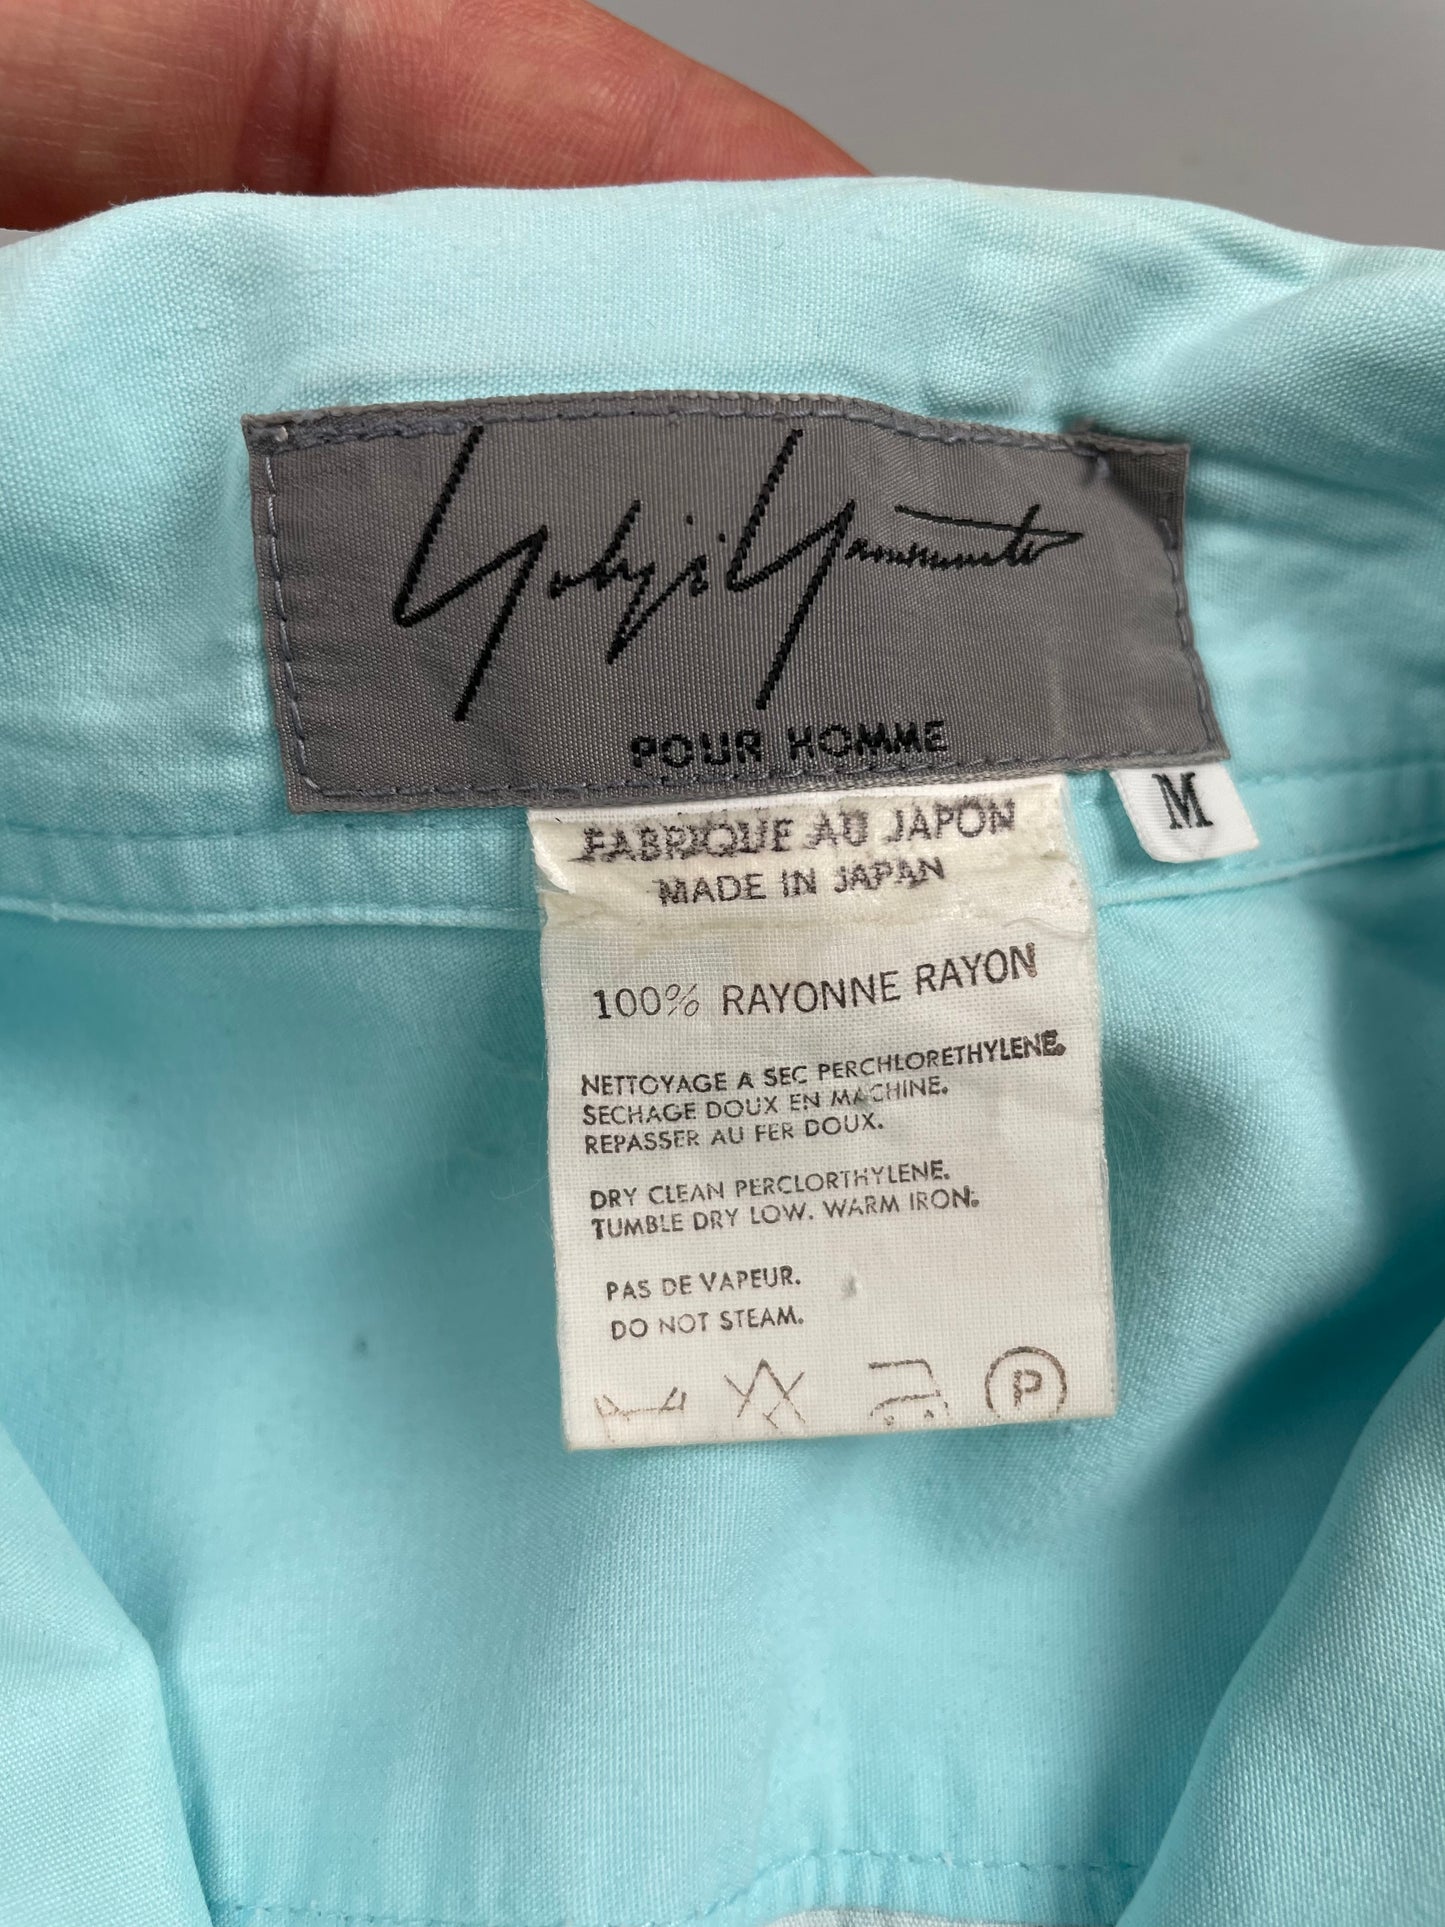 Yohji Yamamoto
POUR HOMME
M
FABRIQUE AU JAPON
MADE IN JAPAN
100% RAYONNE RAYON
NETTOYAGE A SEC PERCHLORETHYLENE.
SECHAGE DOUX EN MACHINE.
REPASSER AU FER DOUX.
DRY CLEAN PERCLORTHYLENE.
TUMBLE DRY LOW. WARM IRON.
PAS DE VAPEUR.
DO NOT STEAM.
P